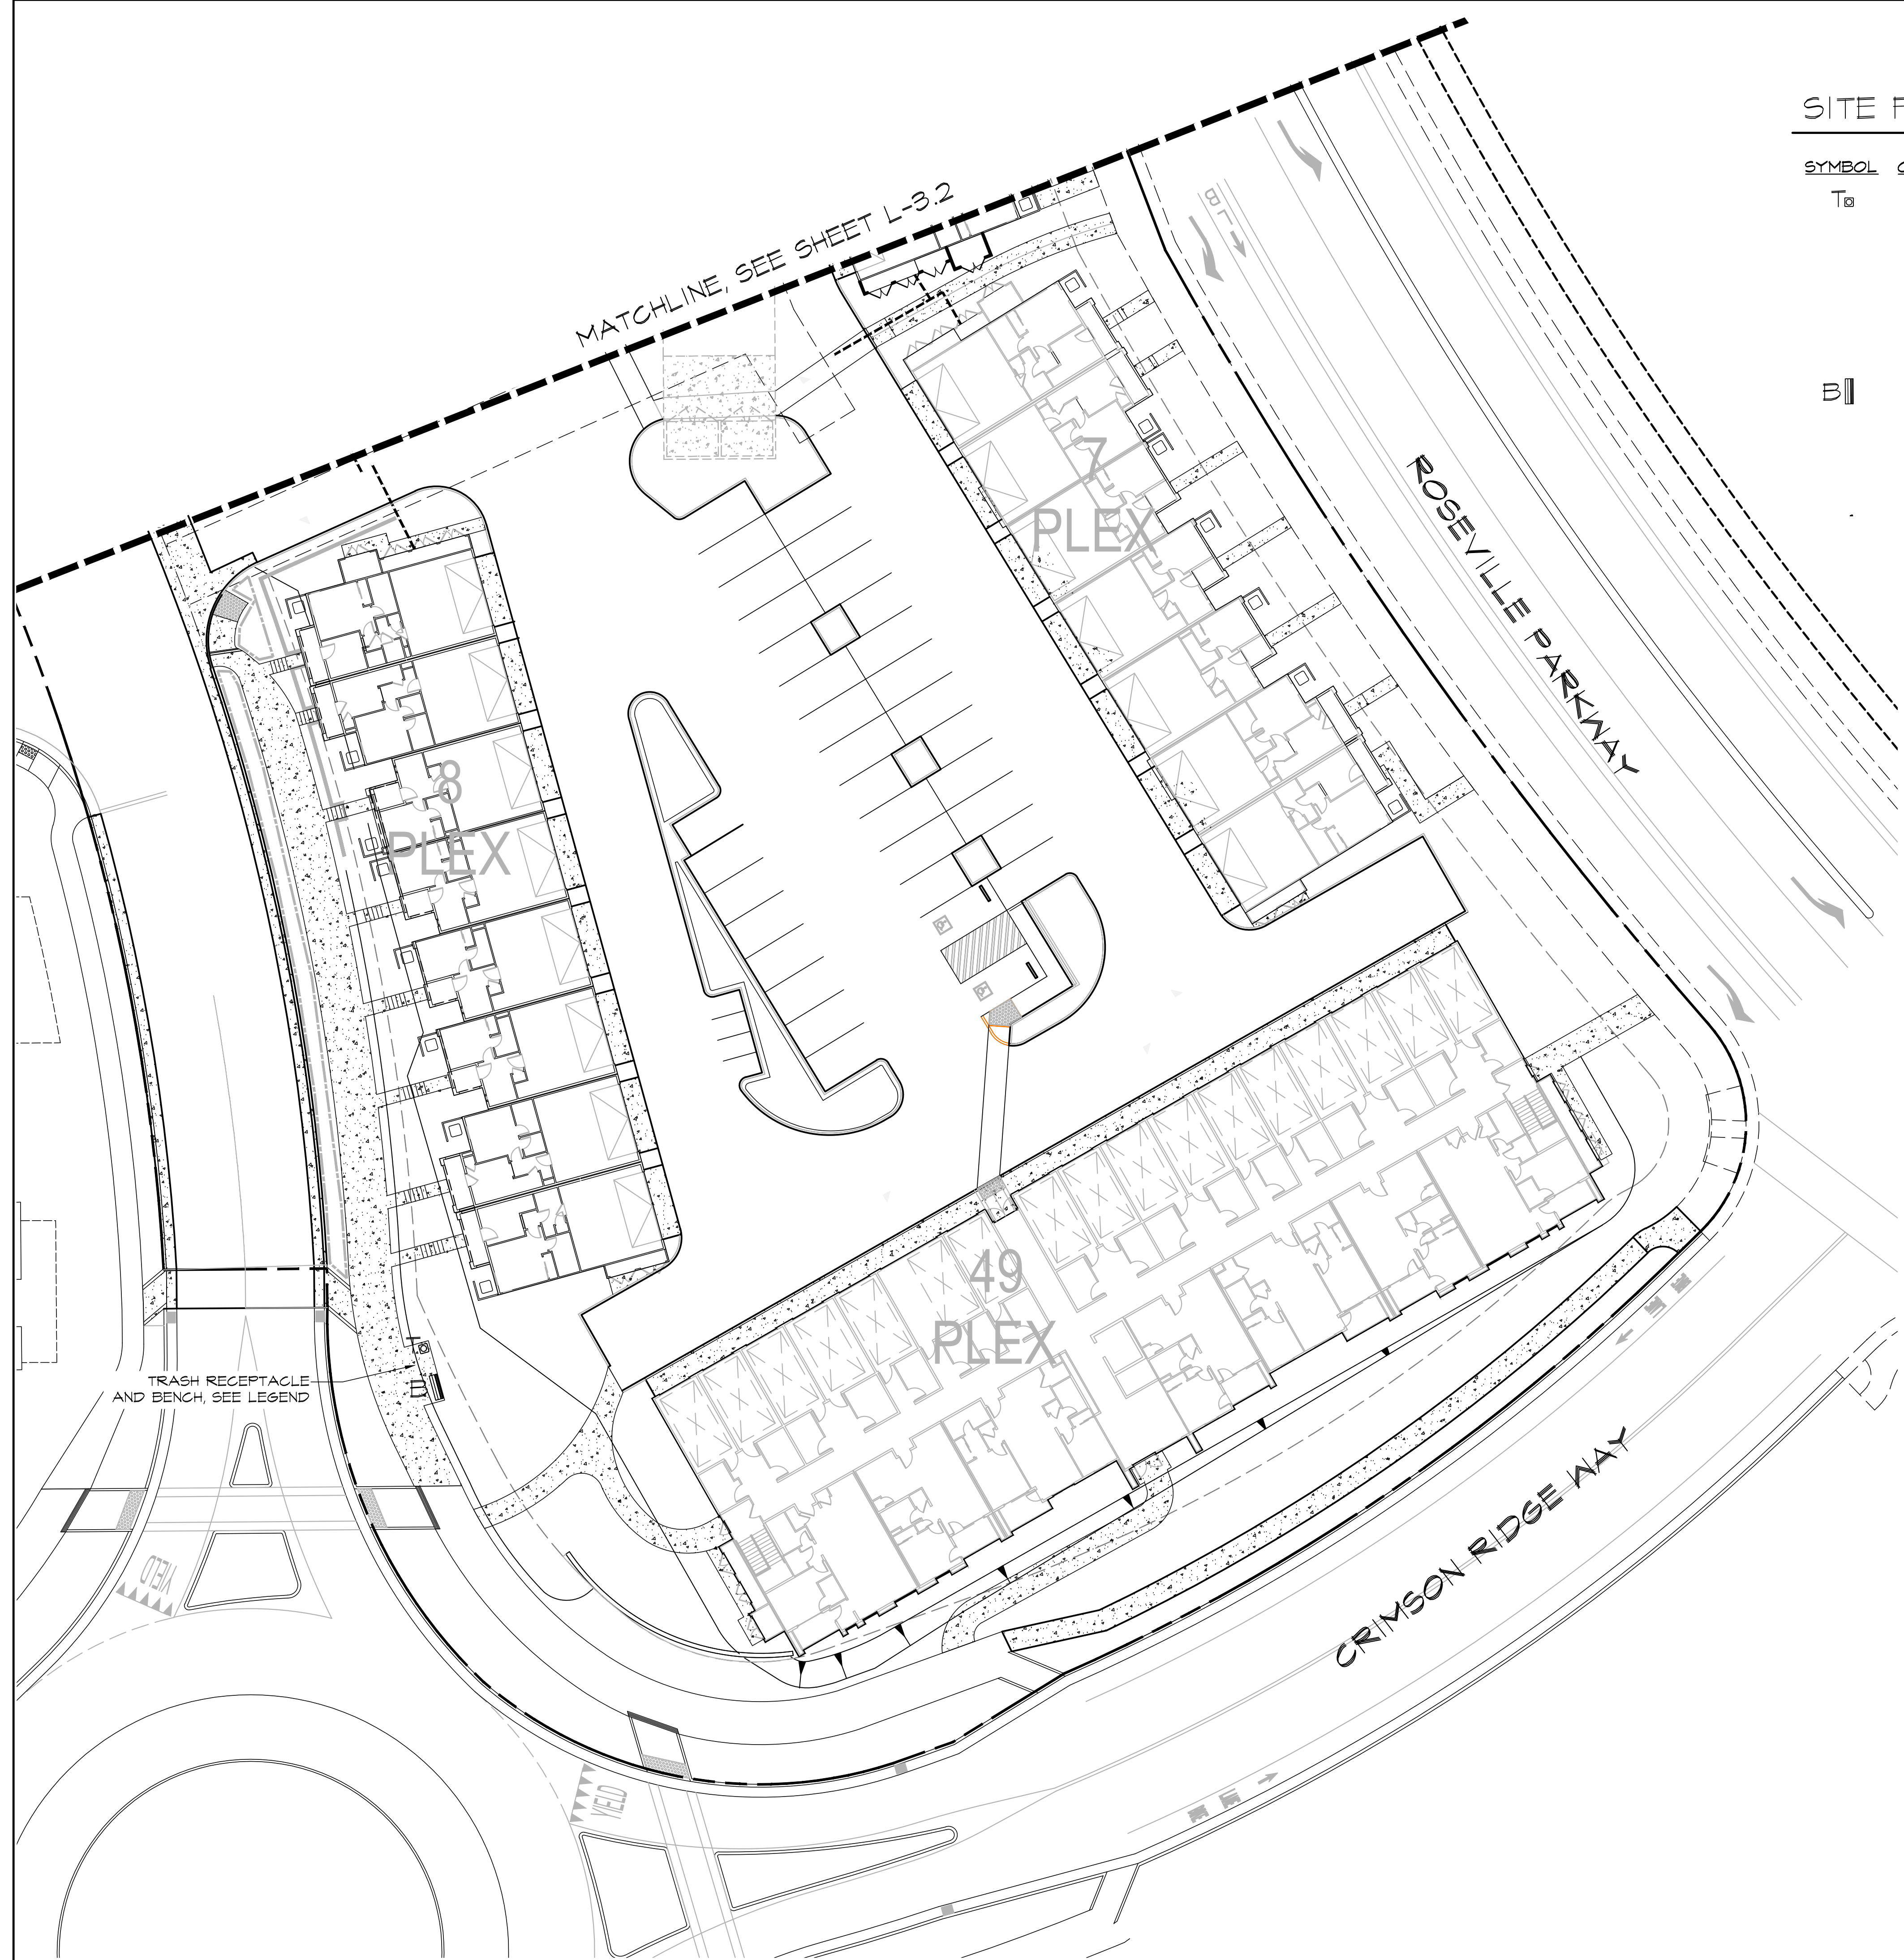 SITE F
SYMBOL C
T
B
MATCHLINE, SEE SHEET L-3.2
ROSEVILLE PARKWAY
7
PLEX
8
PLEX
49
PLEX
T
B
TRASH RECEPTACLE
AND BENCH, SEE LEGEND
YIELD
YIELD
CRIMSON RIDGE WAY